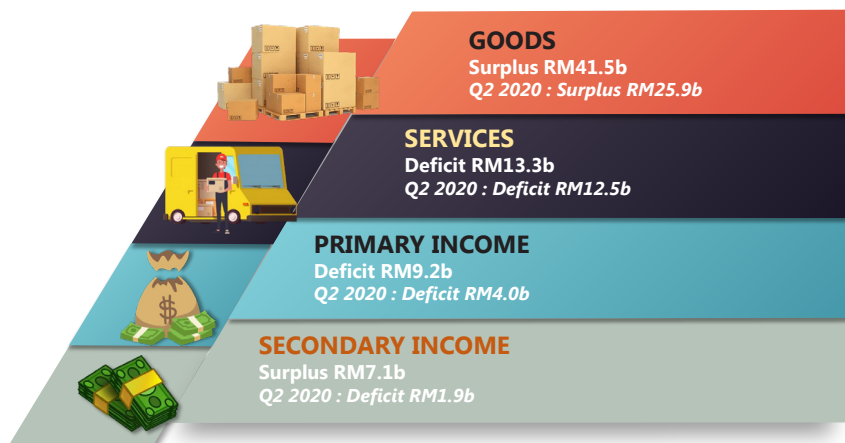 GOODS
Surplus RM41.5b
Q2 2020 : Surplus RM25.9b
SERVICES
Deficit RM13.3b
Q2 2020 : Deficit RM12.5b
PRIMARY INCOME
Deficit RM9.2b
Q2 2020 : Deficit RM4.0b
$
SECONDARY INCOME
Surplus RM7.1b
Q2 2020 : Deficit RM1.9b